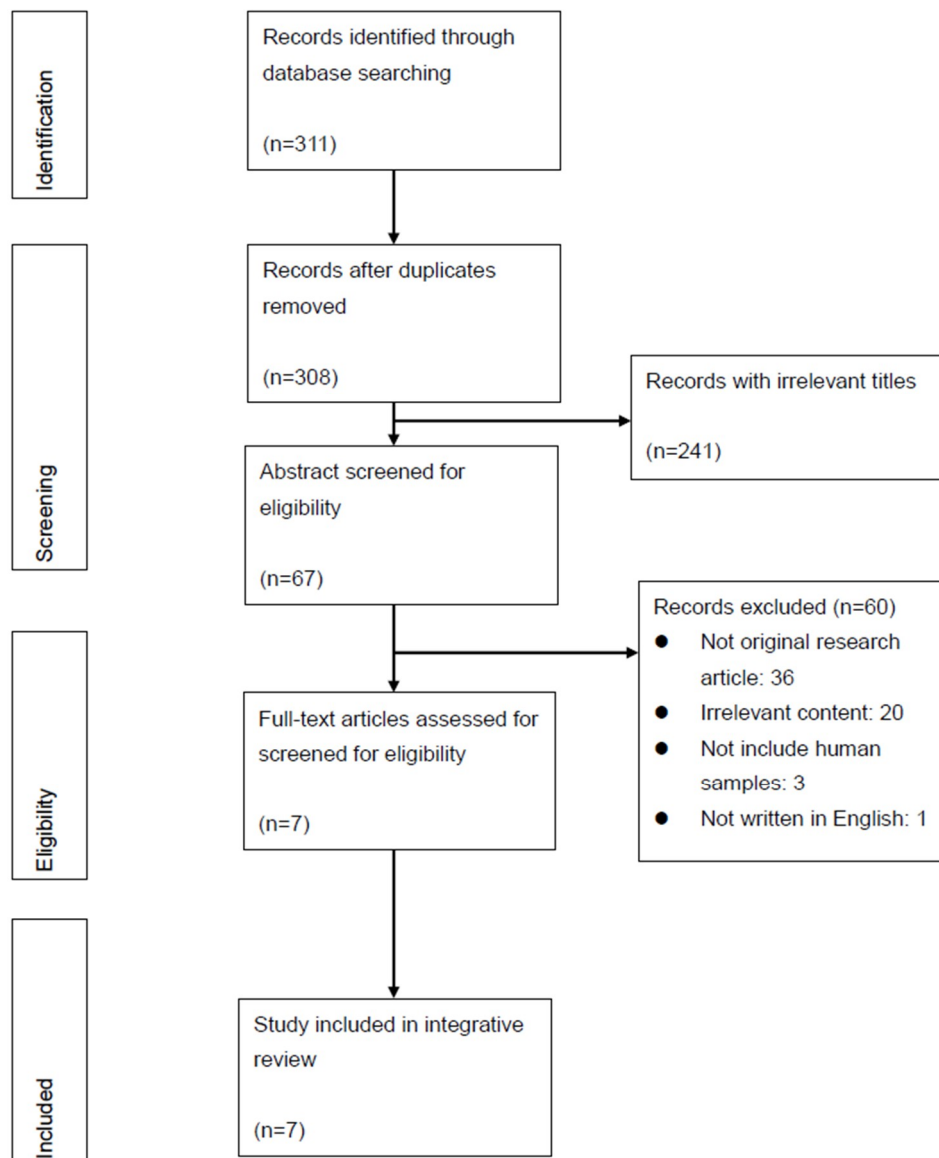 Identification
Records identified through
database searching
(n=311)
Screening
Records after duplicates
removed
(n=308)
Records with irrelevant titles
(n=241)
Abstract screened for
eligibility
(n=67)
Records excluded (n=60)
● Not original research
article: 36
● Irrelevant content: 20
● Not include human
samples: 3
● Not written in English: 1
Eligibility
Full-text articles assessed for
screened for eligibility
(n=7)
Included
Study included in integrative
review
(n=7)